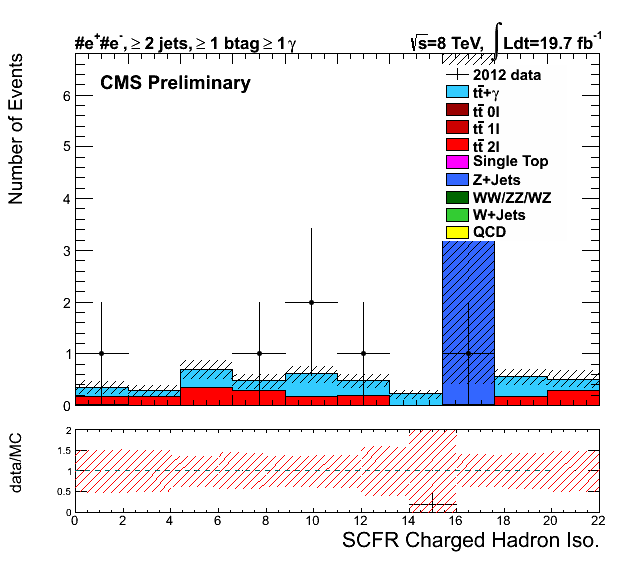 #e⁺#e⁻, ≥ 2 jets, ≥ 1 btag ≥ 1 γ
√s=8 TeV, ∫ Ldt=19.7 fb⁻¹
CMS Preliminary
2012 data
tt̄+γ
tt̄ 0l
tt̄ 1l
tt̄ 2l
Single Top
Z+Jets
WW/ZZ/WZ
W+Jets
QCD
Number of Events
6
5
4
3
2
1
0
data/MC
2
1.5
1
0.5
0
0 2 4 6 8 10 12 14 16 18 20 22
SCFR Charged Hadron Iso.